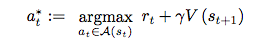 a*_t := argmax_{a_t ∈ 𝒜(s_t)} r_t + γV (s_{t+1})